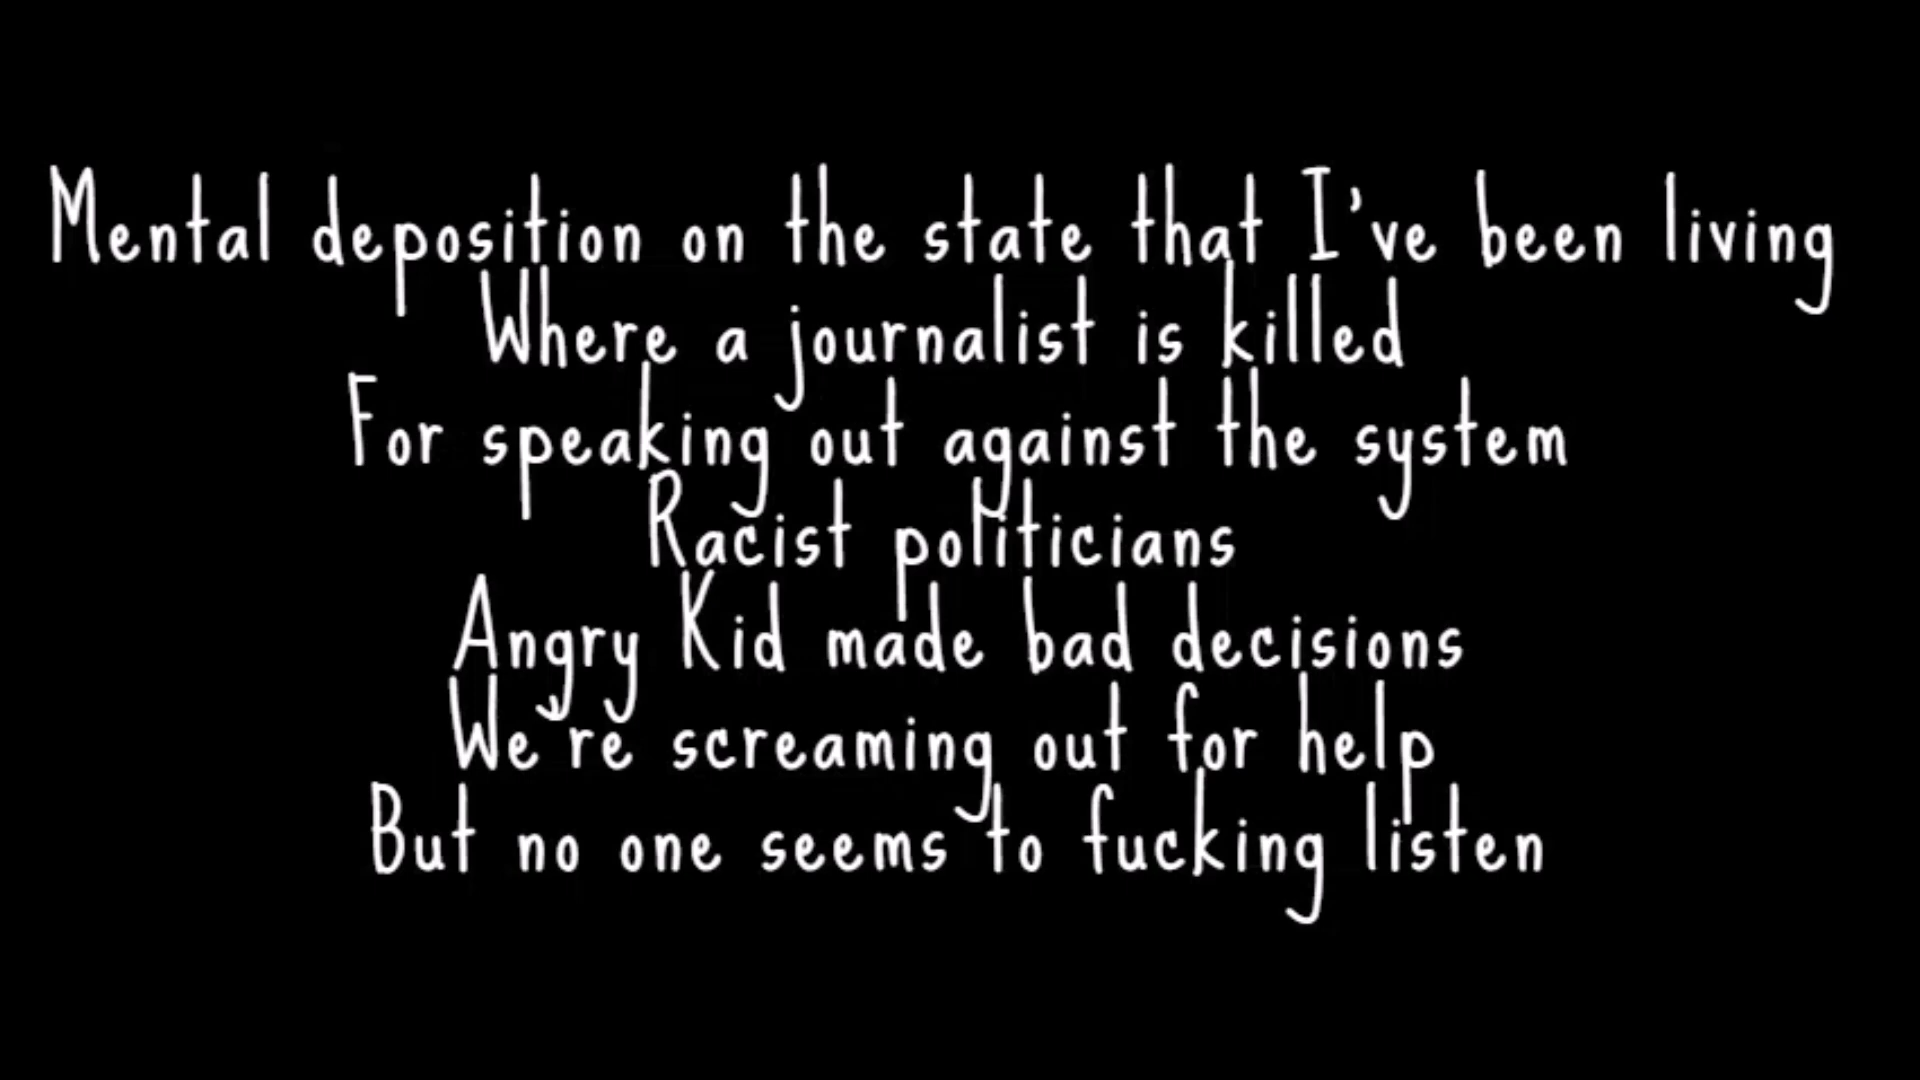 Mental deposition on the state that I've been living
Where a journalist is killed
For speaking out against the system
Racist politicians
Angry Kid made bad decisions
We're screaming out for help
But no one seems to fucking listen